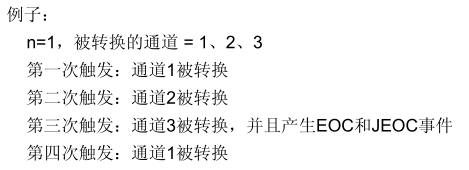 例子：
n=1，被转换的通道 = 1、2、3
第一次触发：通道1被转换
第二次触发：通道2被转换
第三次触发：通道3被转换，并且产生EOC和JEOC事件
第四次触发：通道1被转换